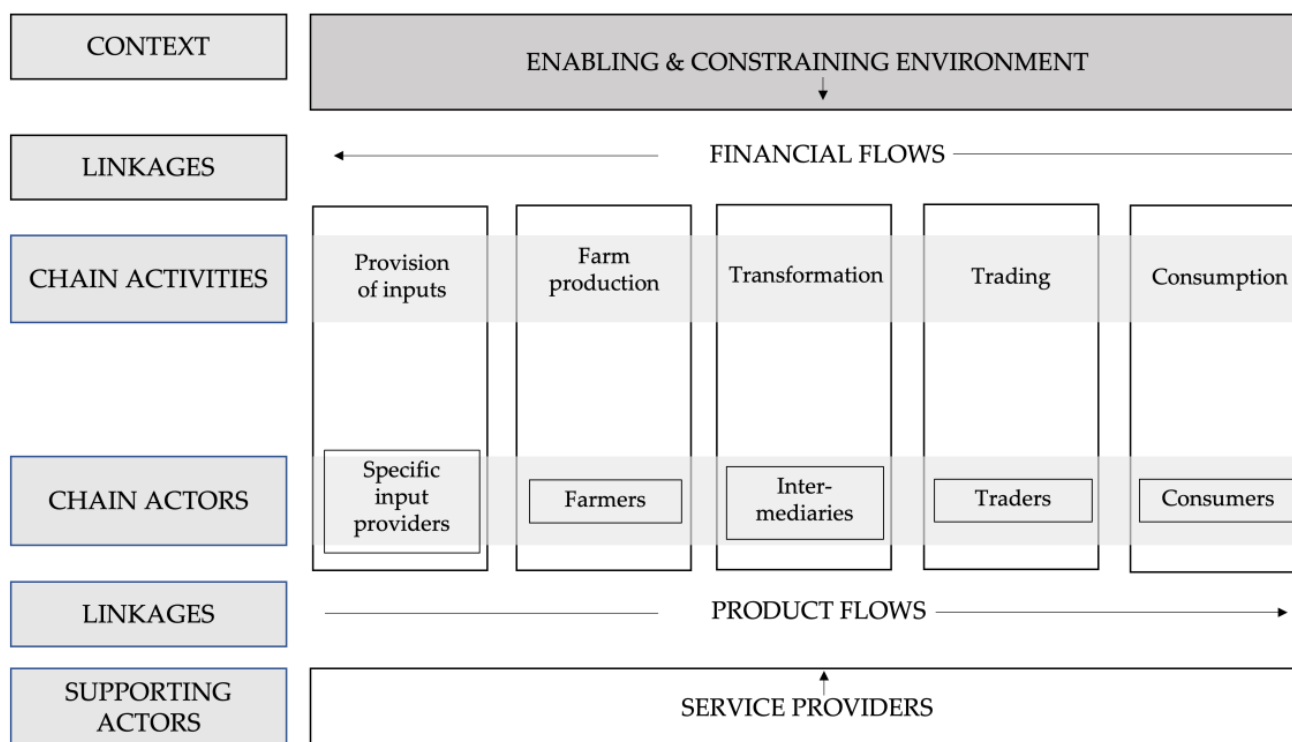 CONTEXT
ENABLING & CONSTRAINING ENVIRONMENT
LINKAGES
FINANCIAL FLOWS
CHAIN ACTIVITIES
Provision
of inputs
Farm
production
Transformation
Trading
Consumption
CHAIN ACTORS
Specific
input
providers
Farmers
Inter-
mediaries
Traders
Consumers
LINKAGES
PRODUCT FLOWS
SUPPORTING
ACTORS
SERVICE PROVIDERS